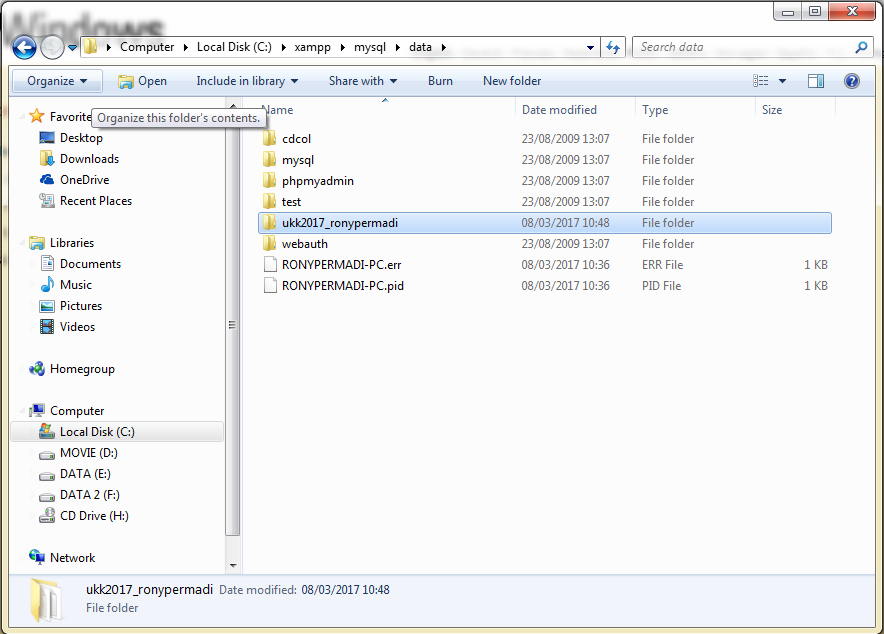 Windows
Computer Local Disk (C:) xampp mysql data Search data
Organize Open Include in library Share with Burn New folder
Favorite
Organize this folder's contents.
Name Date modified Type Size
Desktop
Downloads
OneDrive
Recent Places
Libraries
Documents
Music
Pictures
Videos
Homegroup
Computer
Local Disk (C:)
MOVIE (D:)
DATA (E:)
DATA 2 (F:)
CD Drive (H:)
Network
cdcol 23/08/2009 13:07 File folder
mysql 23/08/2009 13:07 File folder
phpmyadmin 23/08/2009 13:07 File folder
test 23/08/2009 13:07 File folder
ukk2017_ronypermadi 08/03/2017 10:48 File folder
webauth 23/08/2009 13:07 File folder
RONYPERMADI-PC.err 08/03/2017 10:36 ERR File 1 KB
RONYPERMADI-PC.pid 08/03/2017 10:36 PID File 1 KB
ukk2017_ronypermadi Date modified: 08/03/2017 10:48
File folder